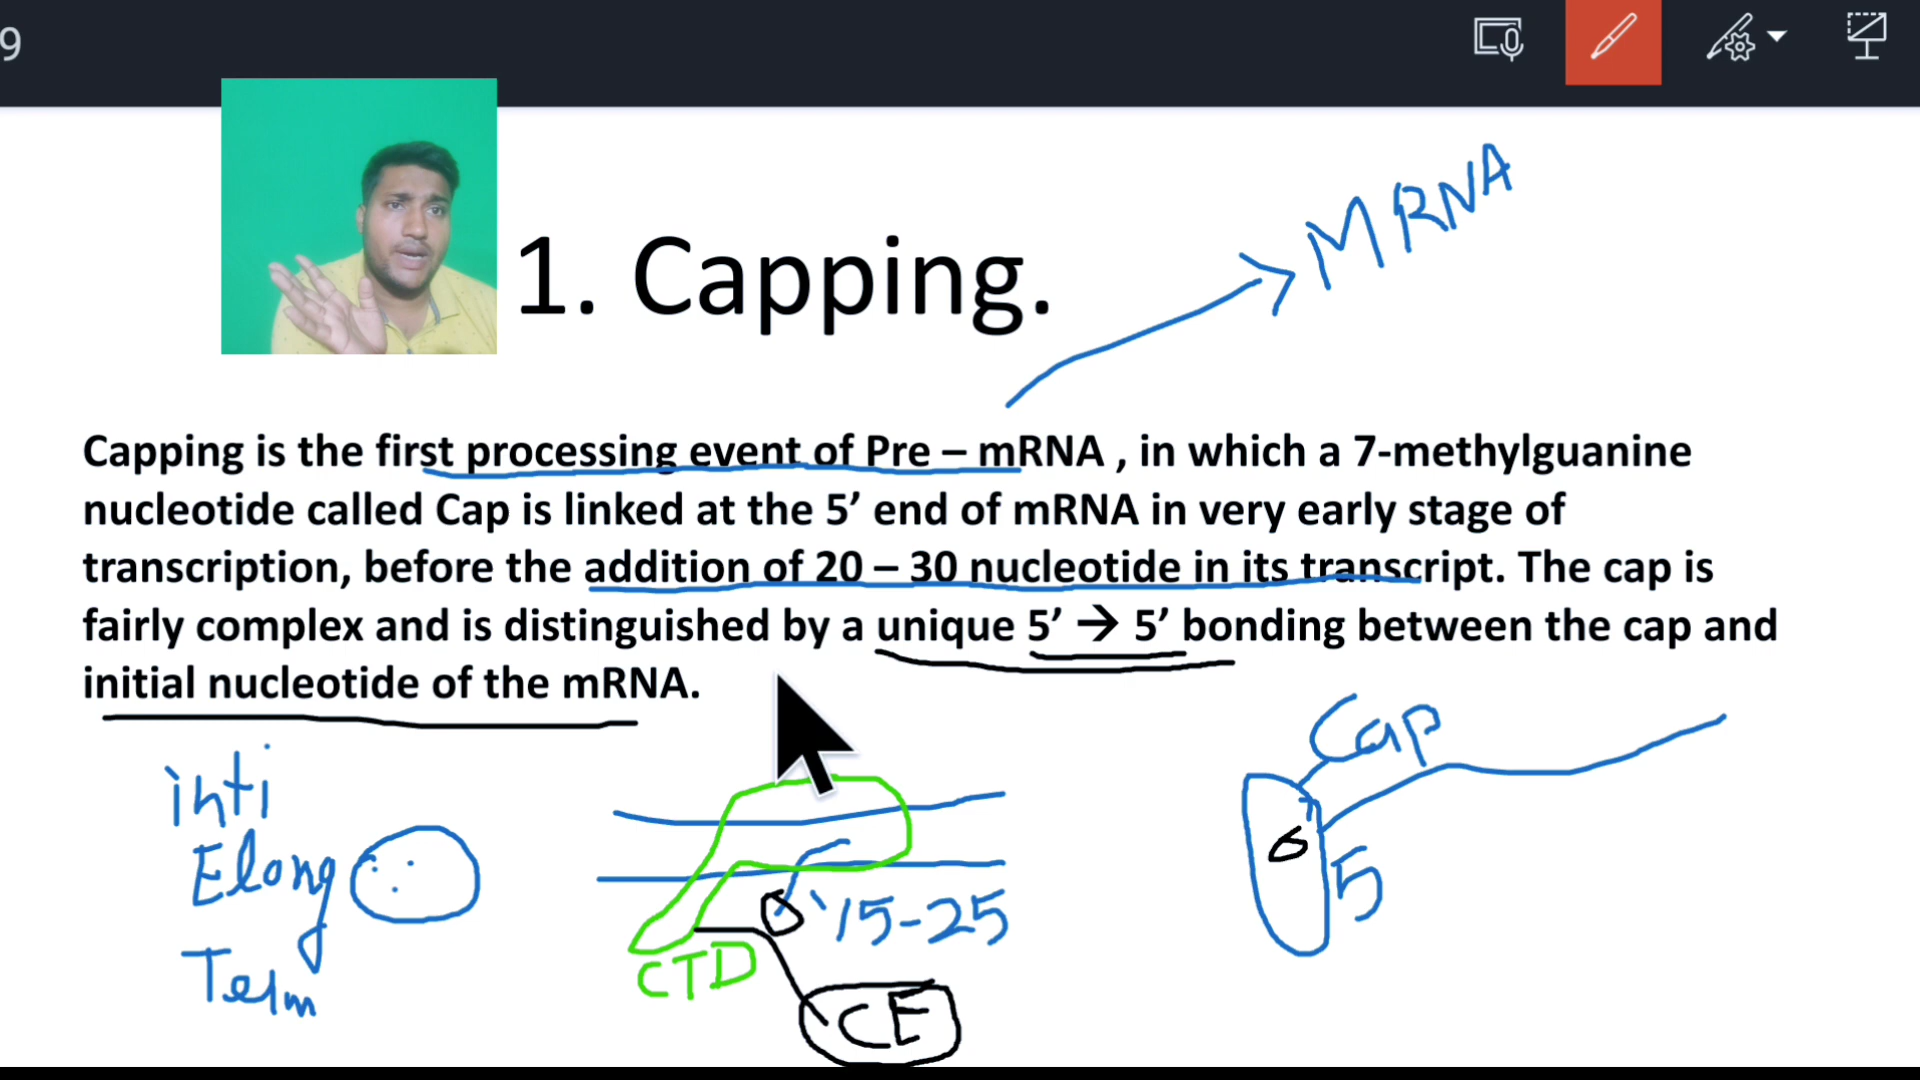 9
MRNA
1. Capping.
Capping is the first processing event of Pre – mRNA , in which a 7-methylguanine
nucleotide called Cap is linked at the 5’ end of mRNA in very early stage of
transcription, before the addition of 20 – 30 nucleotide in its transcript. The cap is
fairly complex and is distinguished by a unique 5’ → 5’ bonding between the cap and
initial nucleotide of the mRNA.
Cap
inti
Elong
5
15-25
CTD
Telm
CE